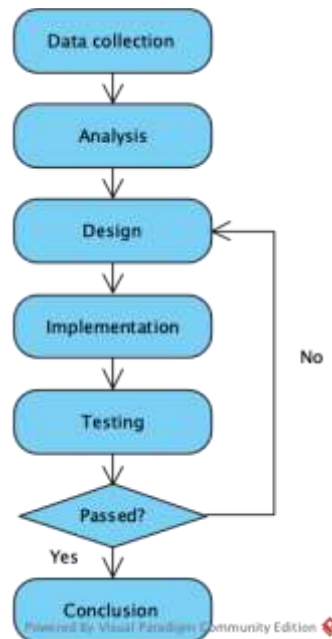 Data collection
Analysis
Design
Implementation
No
Testing
Passed?
Yes
Conclusion
Powered By Visual Paradigm Community Edition